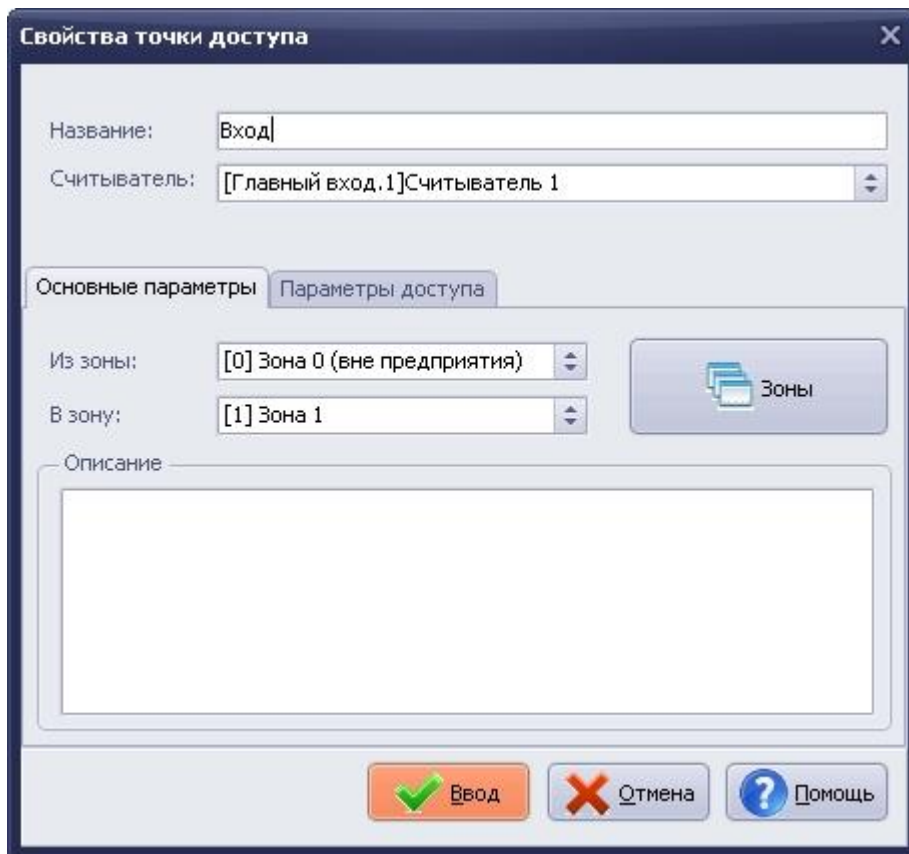 Свойства точки доступа
Название: Вход
Считыватель: [Главный вход.1]Считыватель 1
Основные параметры Параметры доступа
Из зоны: [0] Зона 0 (вне предприятия)
Зоны
В зону: [1] Зона 1
Описание
Ввод Отмена Помощь